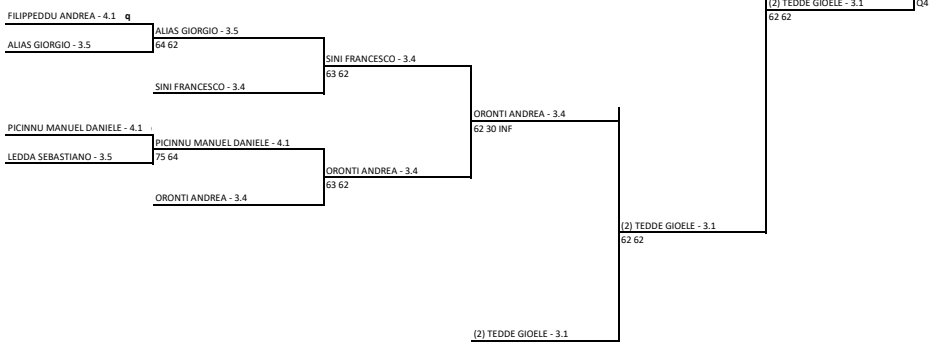 (2) TEDDE GIOELE - 3.1
Q4
62 62
FILIPPEDDU ANDREA - 4.1 q
ALIAS GIORGIO - 3.5
ALIAS GIORGIO - 3.5
64 62
SINI FRANCESCO - 3.4
63 62
SINI FRANCESCO - 3.4
ORONTI ANDREA - 3.4
62 30 INF
PICINNU MANUEL DANIELE - 4.1
PICINNU MANUEL DANIELE - 4.1
LEDDA SEBASTIANO - 3.5
75 64
ORONTI ANDREA - 3.4
63 62
ORONTI ANDREA - 3.4
(2) TEDDE GIOELE - 3.1
62 62
(2) TEDDE GIOELE - 3.1